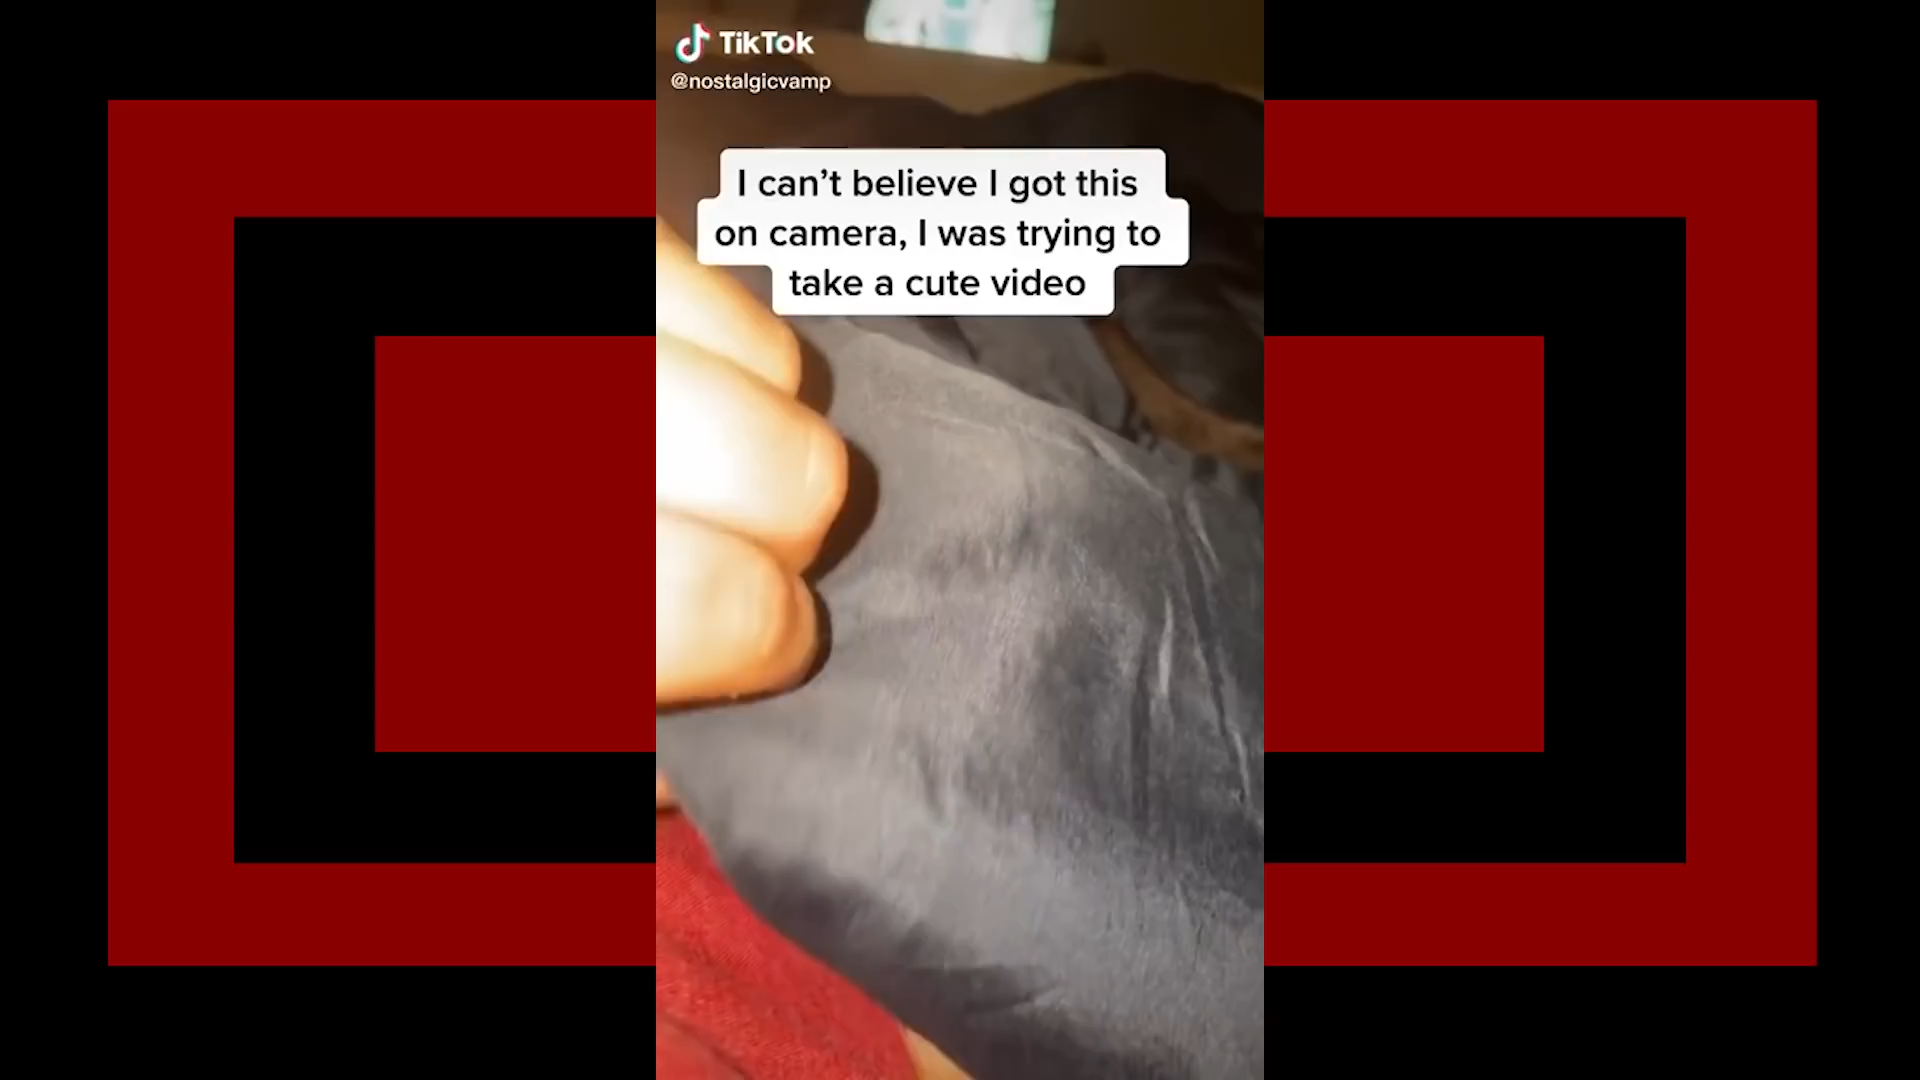 TikTok
@nostalgicvamp
I can’t believe I got this
on camera, I was trying to
take a cute video